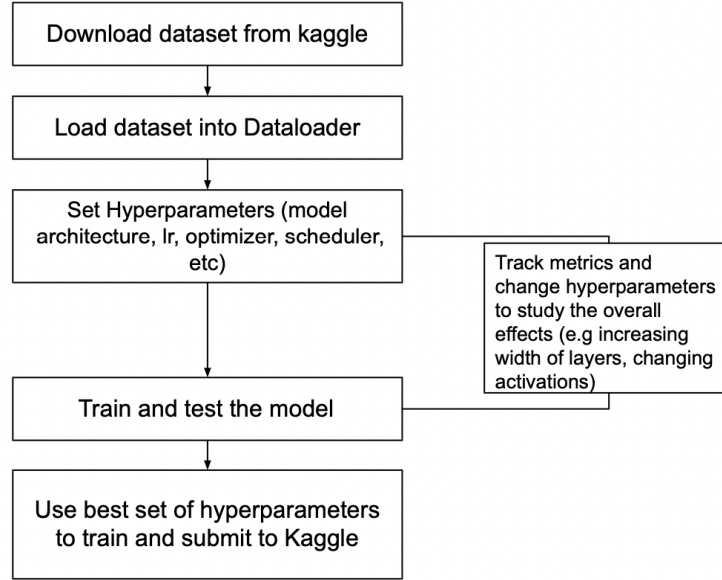 Download dataset from kaggle
Load dataset into Dataloader
Set Hyperparameters (model
architecture, lr, optimizer, scheduler,
etc)
Track metrics and
change hyperparameters
to study the overall
effects (e.g increasing
width of layers, changing
activations)
Train and test the model
Use best set of hyperparameters
to train and submit to Kaggle